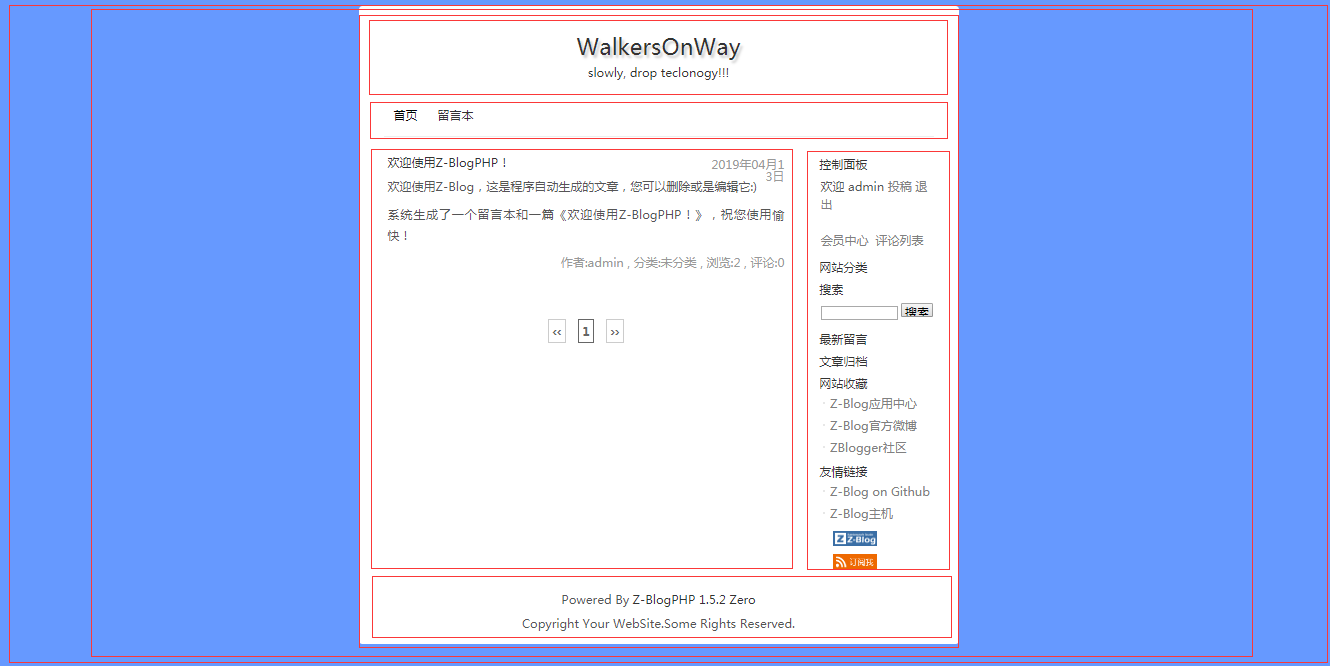 WalkersOnWay
slowly, drop teclonogy!!!
首页 留言本
欢迎使用Z-BlogPHP！
2019年04月1
3日
欢迎使用Z-Blog，这是程序自动生成的文章，您可以删除或是编辑它:)
系统生成了一个留言本和一篇《欢迎使用Z-BlogPHP！》，祝您使用愉
快！
作者:admin , 分类:未分类 , 浏览:2 , 评论:0
‹‹ 1 ››
控制面板
欢迎 admin 投稿 退
出
会员中心 评论列表
网站分类
搜索
搜索
最新留言
文章归档
网站收藏
Z-Blog应用中心
Z-Blog官方微博
ZBlogger社区
友情链接
Z-Blog on Github
Z-Blog主机
Z-Blog
订阅我
Powered By Z-BlogPHP 1.5.2 Zero
Copyright Your WebSite.Some Rights Reserved.